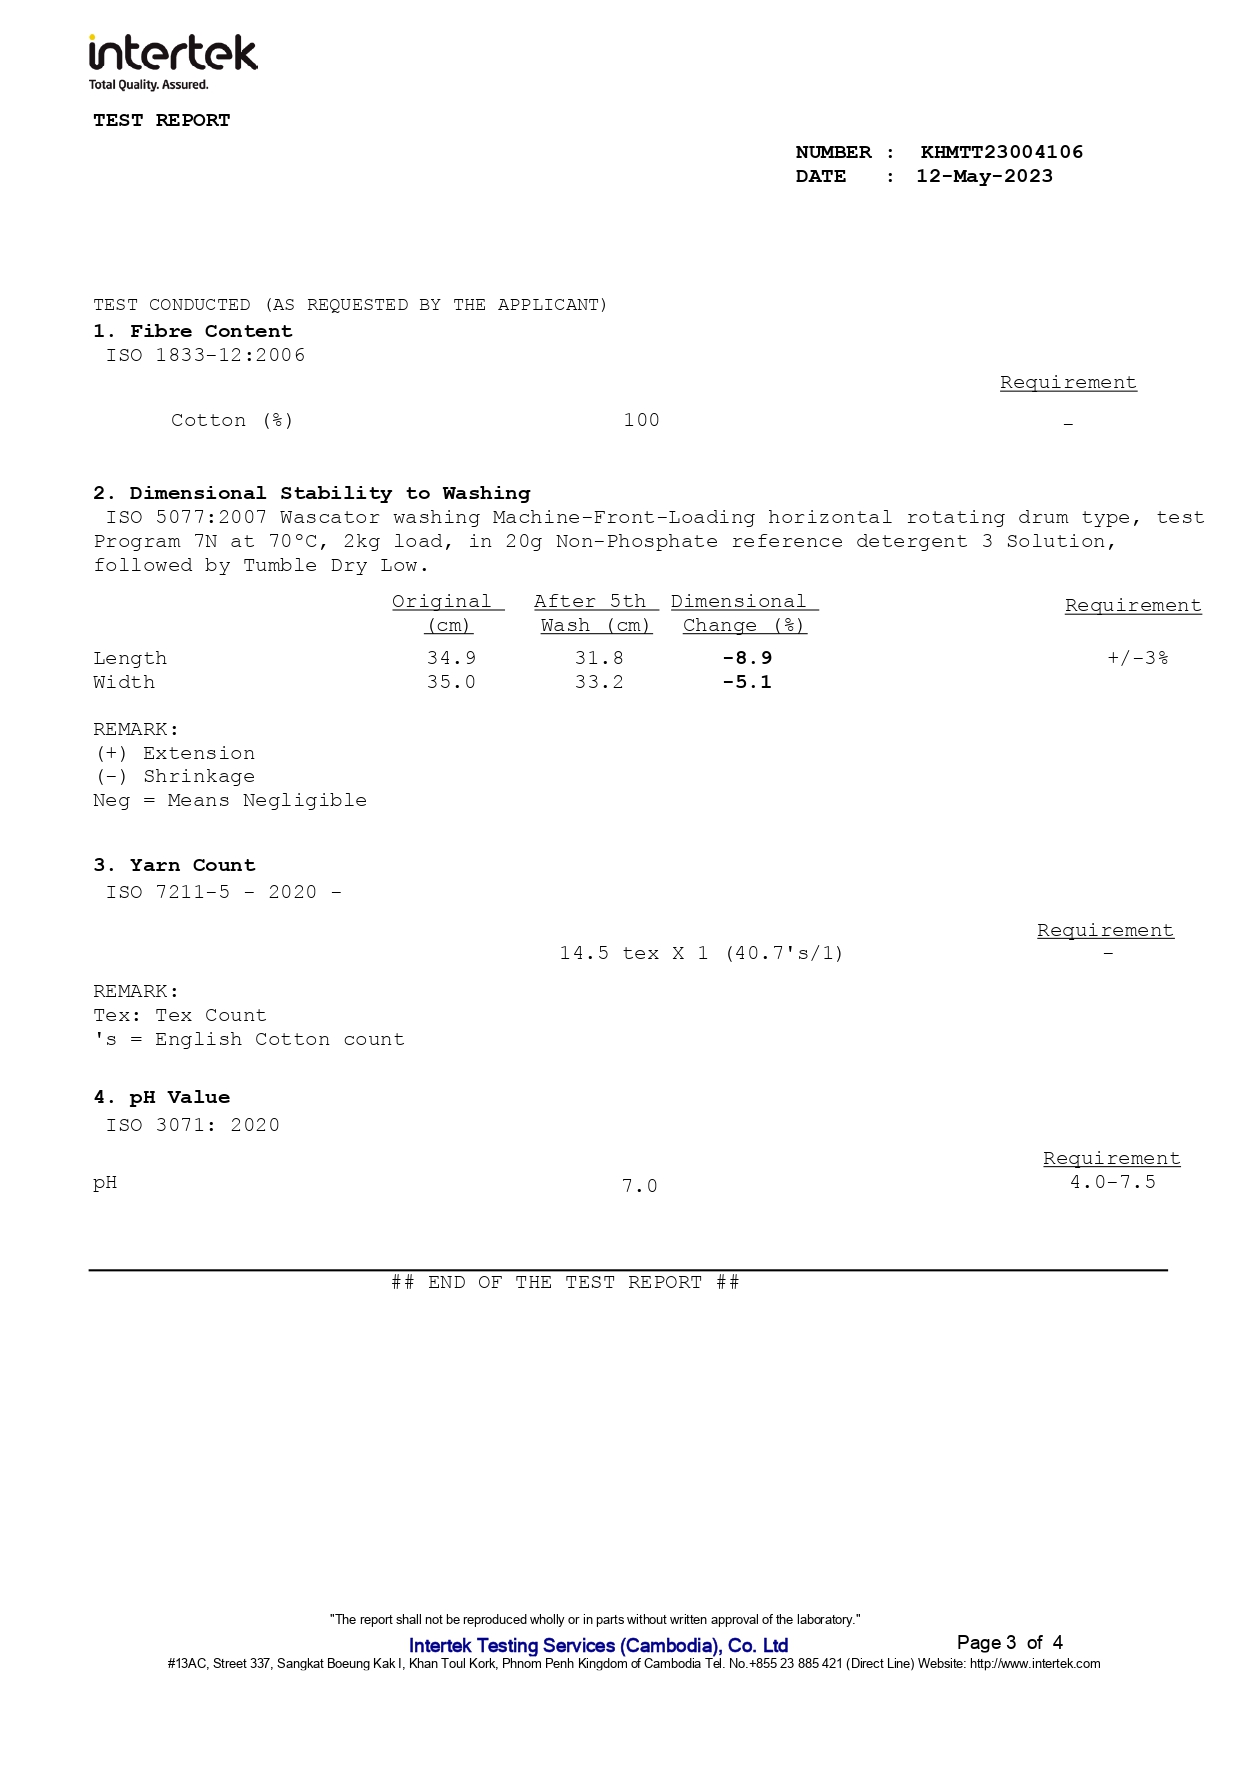 intertek
Total Quality. Assured.
TEST REPORT
NUMBER : KHMTT23004106
DATE : 12-May-2023
TEST CONDUCTED (AS REQUESTED BY THE APPLICANT)
1. Fibre Content
ISO 1833-12:2006
Requirement
Cotton (%) 100 -
2. Dimensional Stability to Washing
ISO 5077:2007 Wascator washing Machine-Front-Loading horizontal rotating drum type, test
Program 7N at 70°C, 2kg load, in 20g Non-Phosphate reference detergent 3 Solution,
followed by Tumble Dry Low.
Original After 5th Dimensional Requirement
(cm) Wash (cm) Change (%)
Length 34.9 31.8 -8.9 +/-3%
Width 35.0 33.2 -5.1
REMARK:
(+) Extension
(-) Shrinkage
Neg = Means Negligible
3. Yarn Count
ISO 7211-5 - 2020 -
Requirement
14.5 tex X 1 (40.7's/1) -
REMARK:
Tex: Tex Count
's = English Cotton count
4. pH Value
ISO 3071: 2020
Requirement
pH 7.0 4.0-7.5
## END OF THE TEST REPORT ##
"The report shall not be reproduced wholly or in parts without written approval of the laboratory."
Intertek Testing Services (Cambodia), Co. Ltd Page 3 of 4
#13AC, Street 337, Sangkat Boeung Kak I, Khan Toul Kork, Phnom Penh Kingdom of Cambodia Tel. No.+855 23 885 421 (Direct Line) Website: http://www.intertek.com